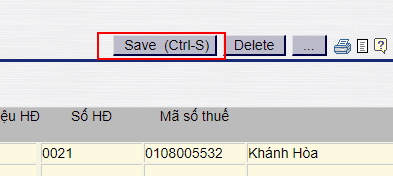 Save (Ctrl-S) Delete ...
ệu HĐ Số HĐ Mã số thuế
0021 0108005532 Khánh Hòa